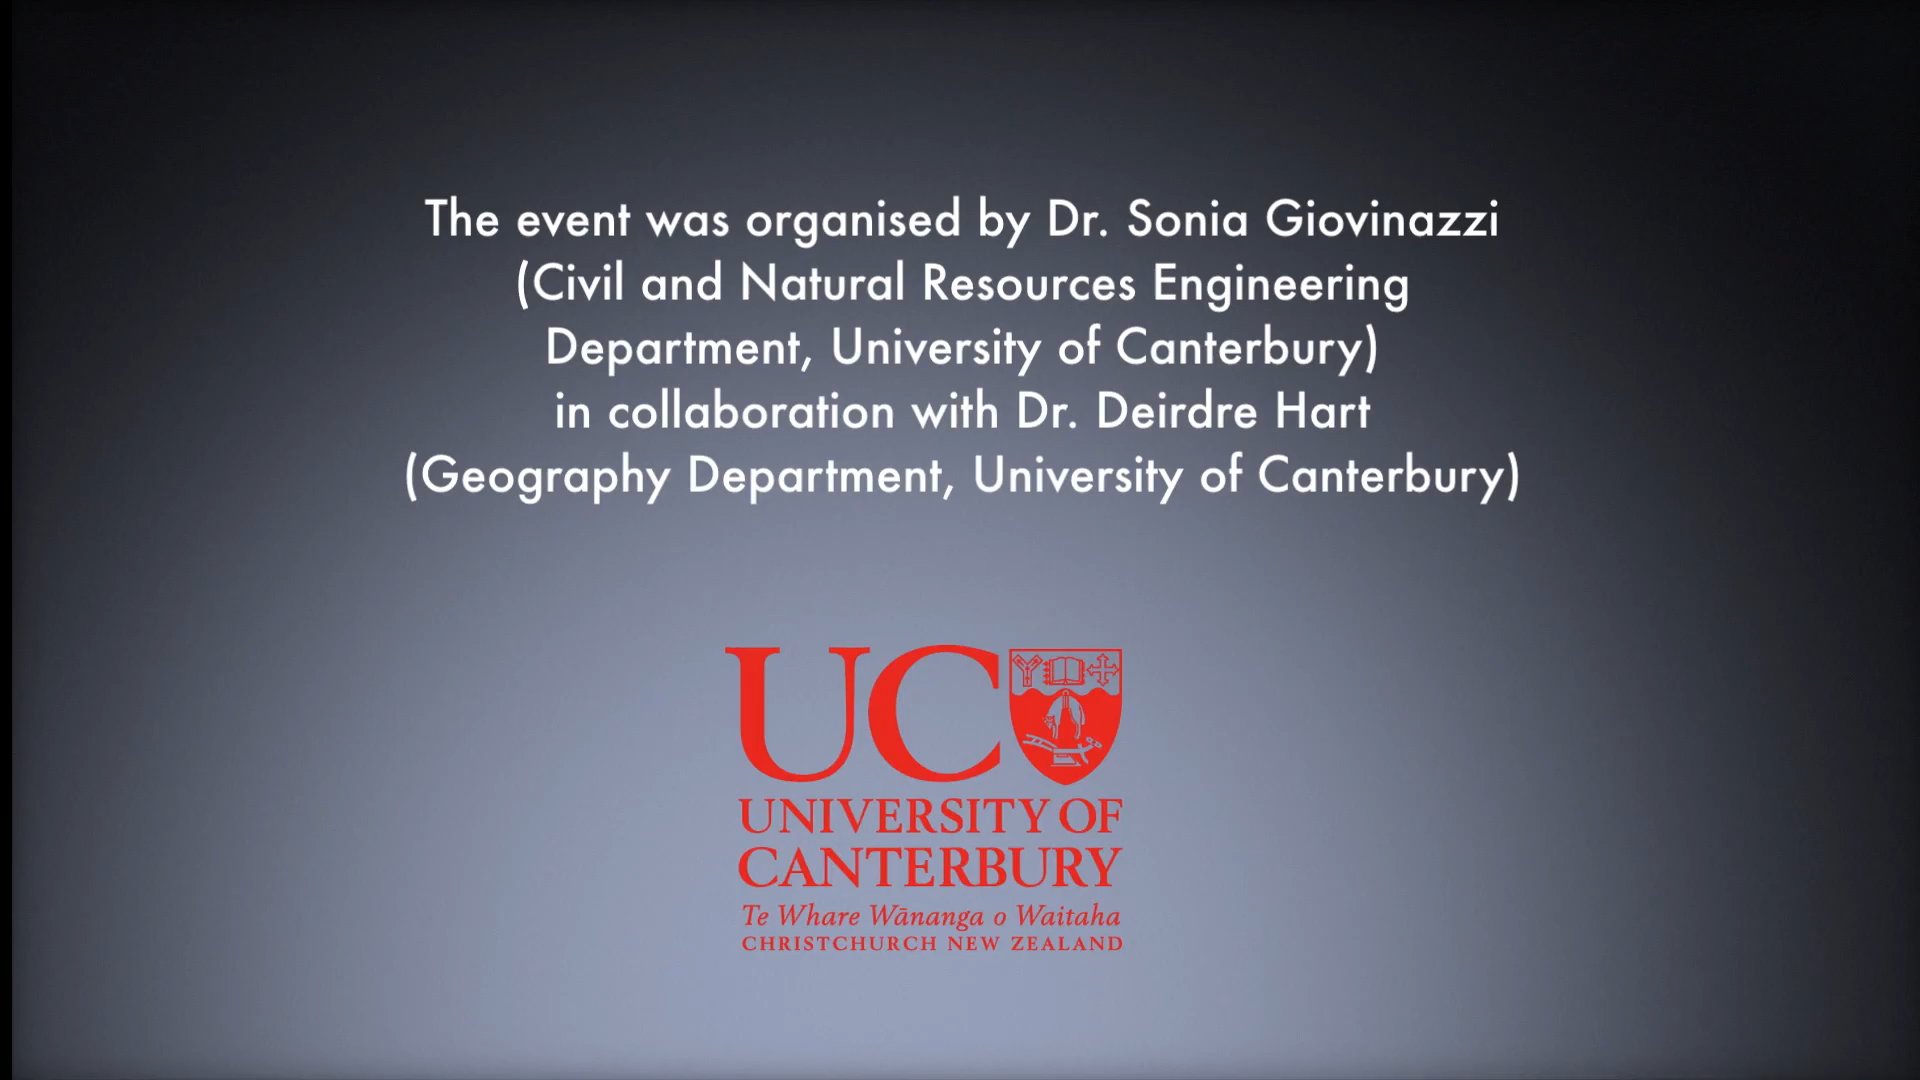 The event was organised by Dr. Sonia Giovinazzi
(Civil and Natural Resources Engineering
Department, University of Canterbury)
in collaboration with Dr. Deirdre Hart
(Geography Department, University of Canterbury)
UC
UNIVERSITY OF
CANTERBURY
Te Whare Wānanga o Waitaha
CHRISTCHURCH NEW ZEALAND